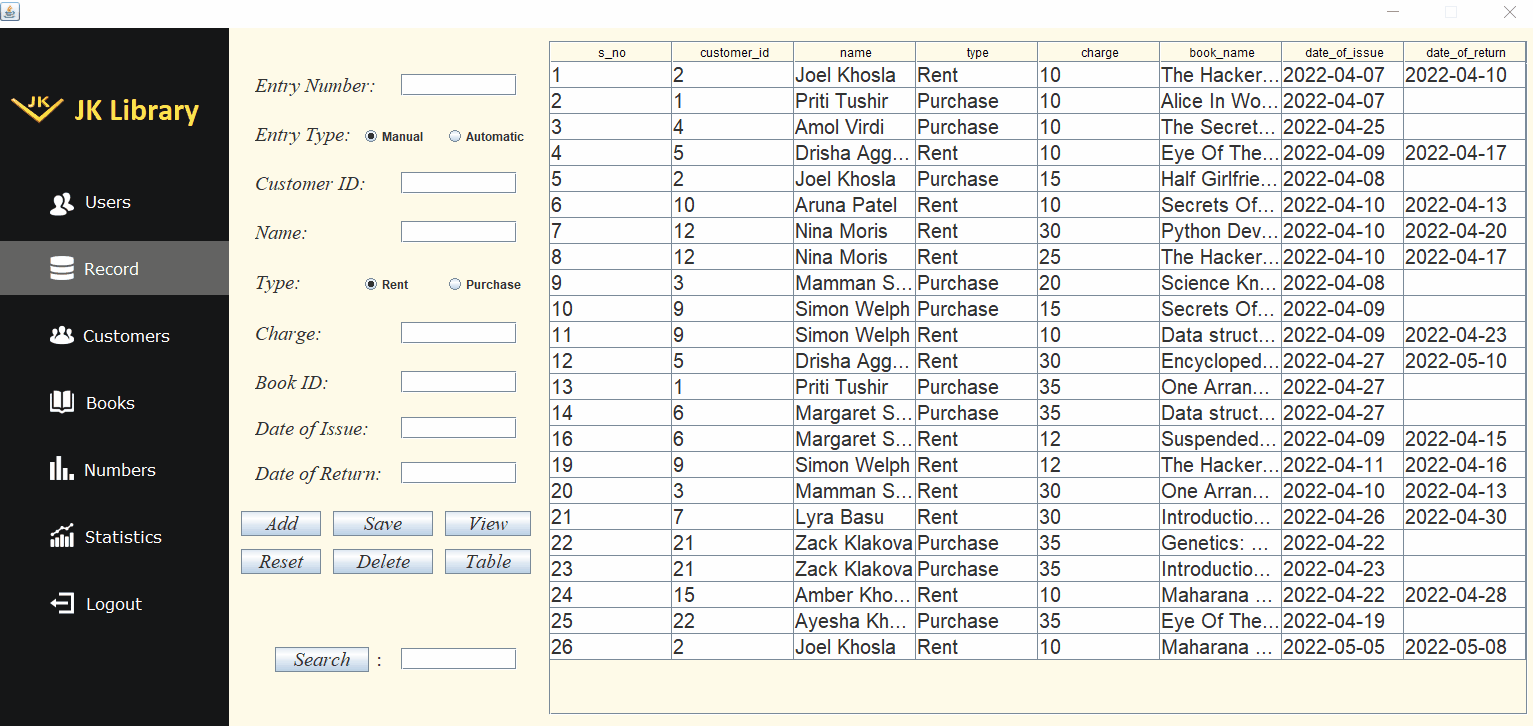 JK
JK Library
Users
Record
Customers
Books
Numbers
Statistics
Logout
Entry Number:
Entry Type: Manual Automatic
Customer ID:
Name:
Type: Rent Purchase
Charge:
Book ID:
Date of Issue:
Date of Return:
Add Save View
Reset Delete Table
Search :
s_no customer_id name type charge book_name date_of_issue date_of_return
1 2 Joel Khosla Rent 10 The Hacker... 2022-04-07 2022-04-10
2 1 Priti Tushir Purchase 10 Alice In Wo... 2022-04-07
3 4 Amol Virdi Purchase 10 The Secret... 2022-04-25
4 5 Drisha Agg... Rent 10 Eye Of The... 2022-04-09 2022-04-17
5 2 Joel Khosla Purchase 15 Half Girlfrie... 2022-04-08
6 10 Aruna Patel Rent 10 Secrets Of... 2022-04-10 2022-04-13
7 12 Nina Moris Rent 30 Python Dev... 2022-04-10 2022-04-20
8 12 Nina Moris Rent 25 The Hacker... 2022-04-10 2022-04-17
9 3 Mamman S... Purchase 20 Science Kn... 2022-04-08
10 9 Simon Welph Purchase 15 Secrets Of... 2022-04-09
11 9 Simon Welph Rent 10 Data struct... 2022-04-09 2022-04-23
12 5 Drisha Agg... Rent 30 Encycloped... 2022-04-27 2022-05-10
13 1 Priti Tushir Purchase 35 One Arran... 2022-04-27
14 6 Margaret S... Purchase 35 Data struct... 2022-04-27
16 6 Margaret S... Rent 12 Suspended... 2022-04-09 2022-04-15
19 9 Simon Welph Rent 12 The Hacker... 2022-04-11 2022-04-16
20 3 Mamman S... Rent 30 One Arran... 2022-04-10 2022-04-13
21 7 Lyra Basu Rent 30 Introductio... 2022-04-26 2022-04-30
22 21 Zack Klakova Purchase 35 Genetics: ... 2022-04-22
23 21 Zack Klakova Purchase 35 Introductio... 2022-04-23
24 15 Amber Kho... Rent 10 Maharana ... 2022-04-22 2022-04-28
25 22 Ayesha Kh... Purchase 35 Eye Of The... 2022-04-19
26 2 Joel Khosla Rent 10 Maharana ... 2022-05-05 2022-05-08